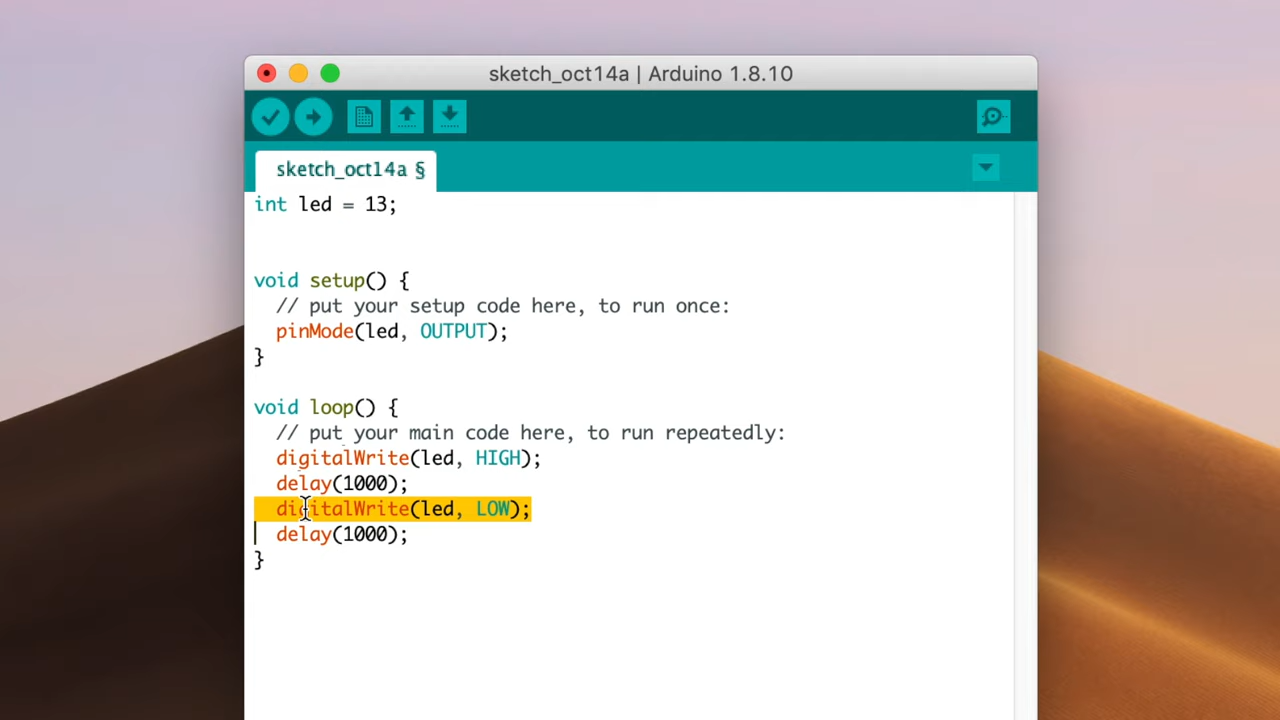 sketch_oct14a | Arduino 1.8.10
sketch_oct14a §
int led = 13;
void setup() {
// put your setup code here, to run once:
pinMode(led, OUTPUT);
}
void loop() {
// put your main code here, to run repeatedly:
digitalWrite(led, HIGH);
delay(1000);
digitalWrite(led, LOW);
delay(1000);
}